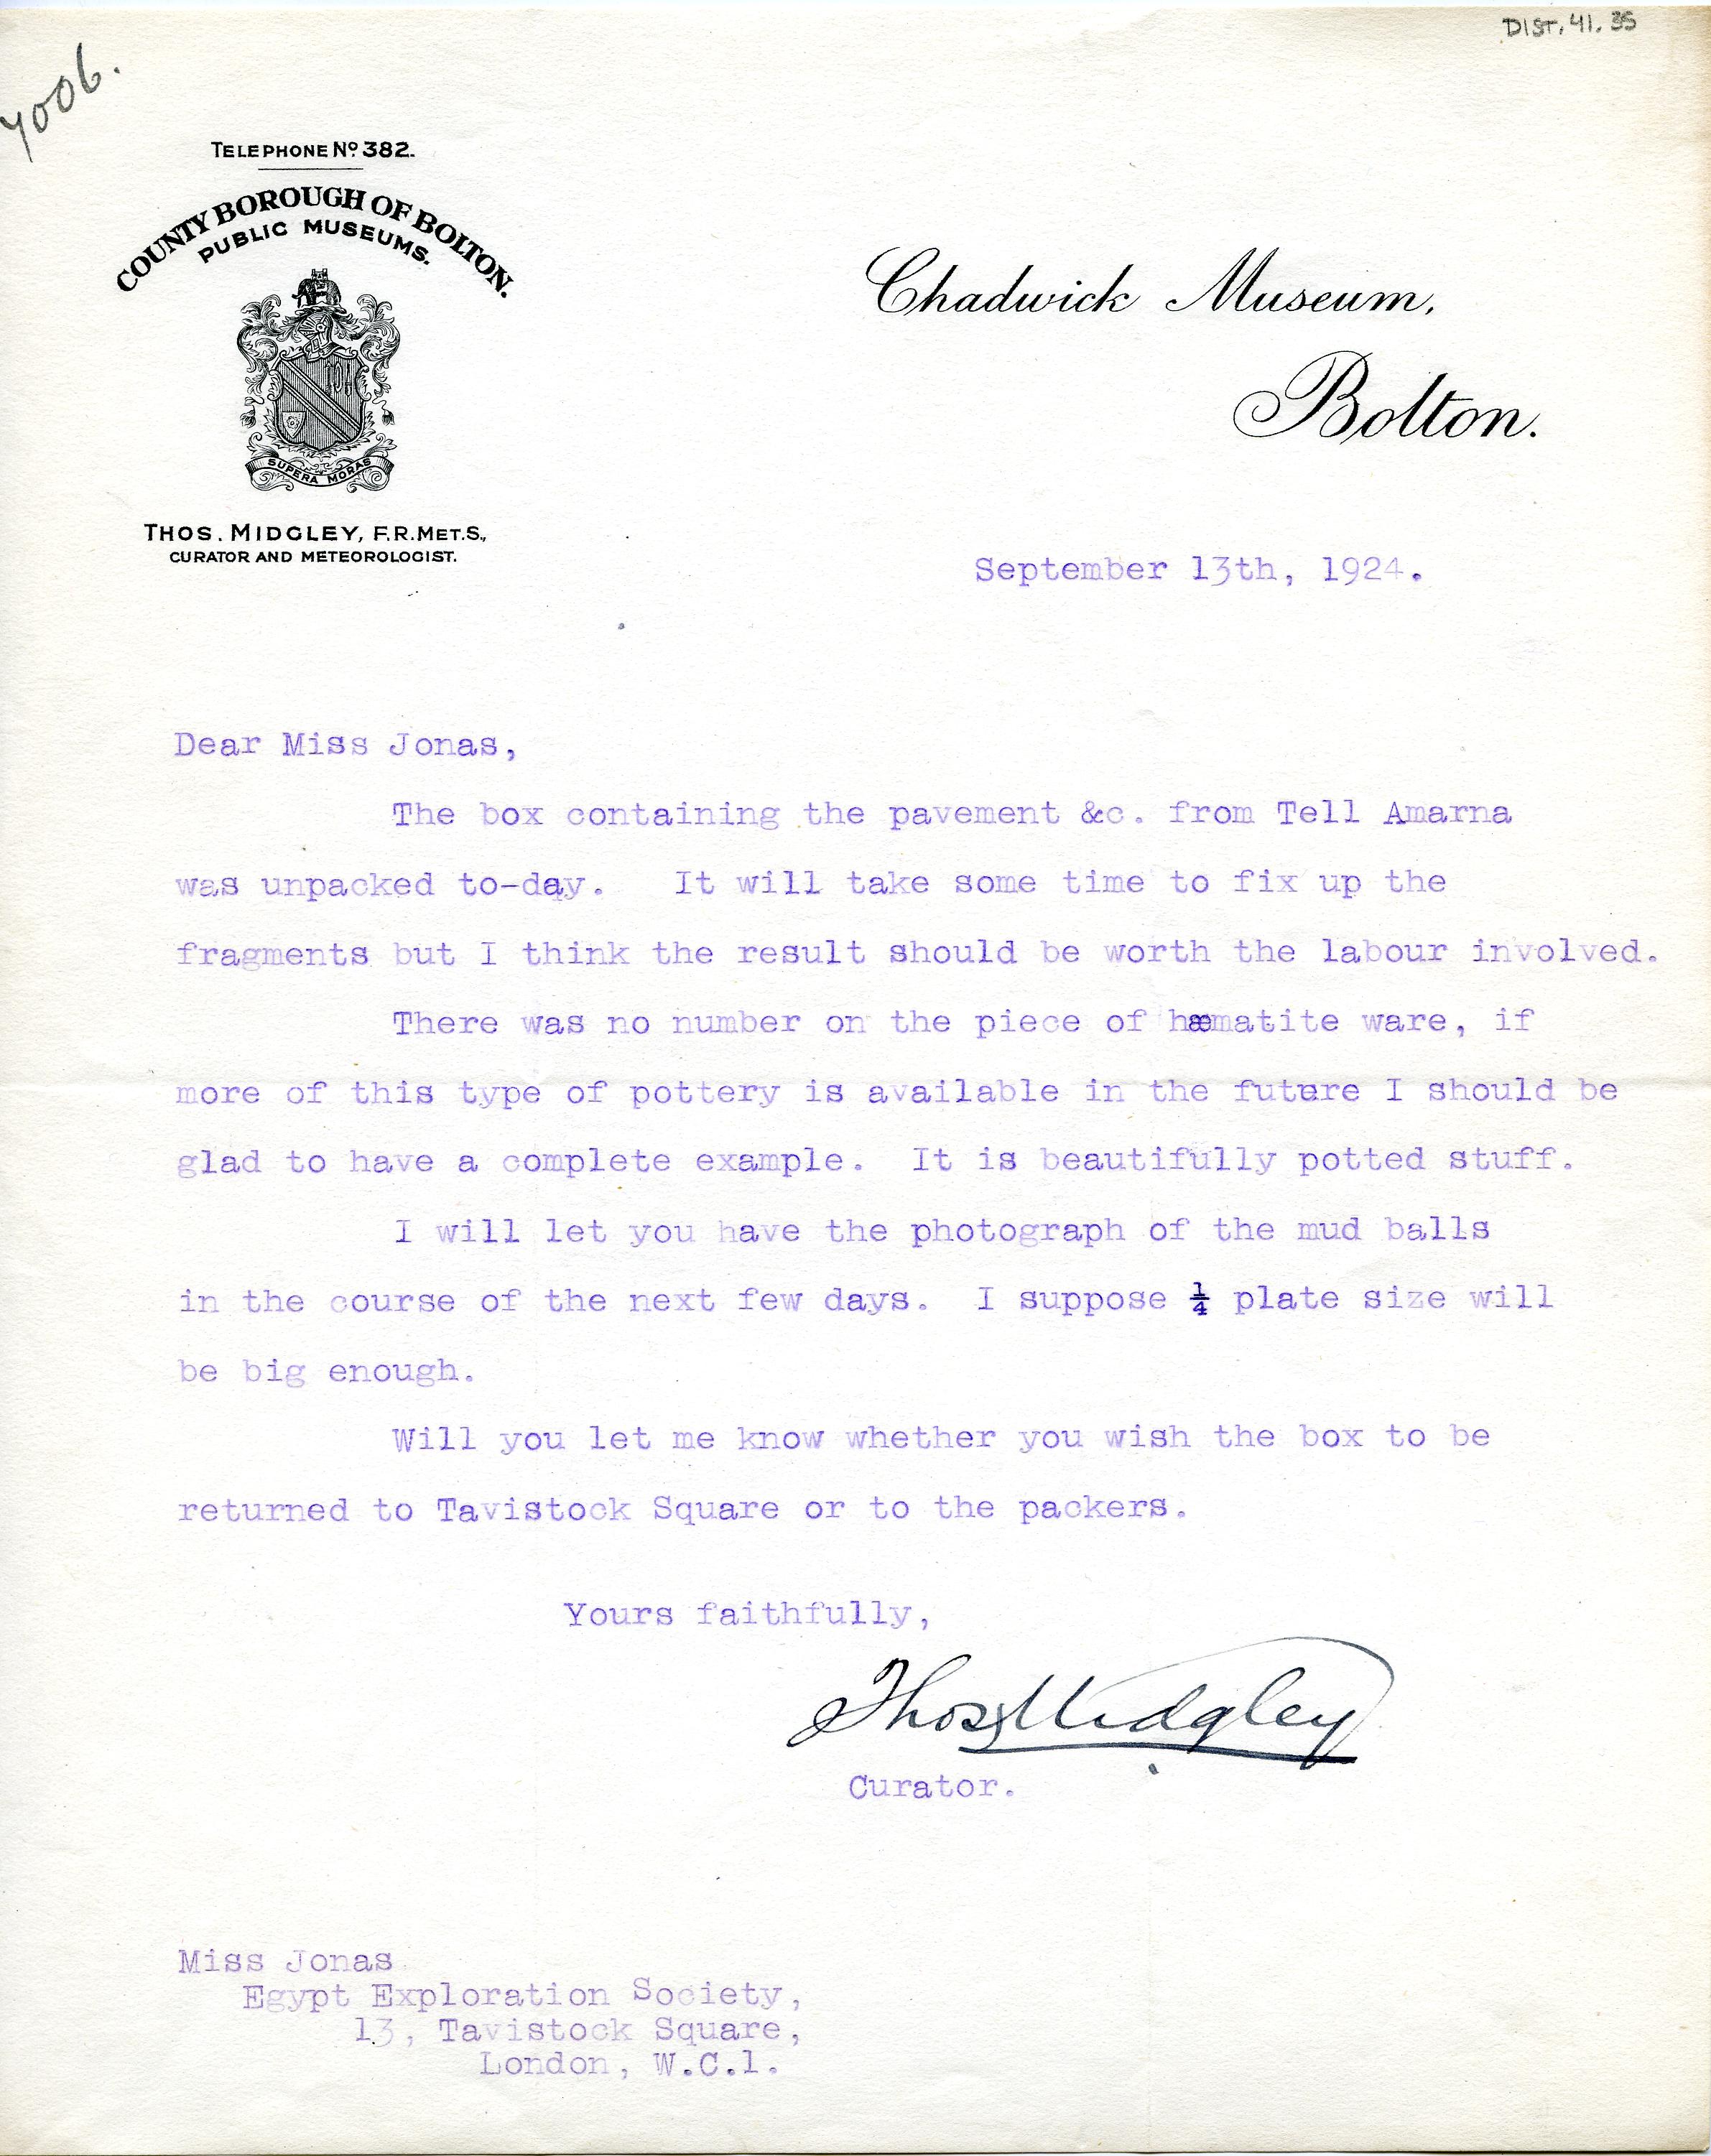 DIST. 41. 35
4006.
TELEPHONE Nº 382.
COUNTY BOROUGH OF BOLTON.
PUBLIC MUSEUMS.
SUPERA MORAS
THOS. MIDGLEY, F.R.MET.S.,
CURATOR AND METEOROLOGIST.
Chadwick Museum,
Bolton.
September 13th, 1924.
Dear Miss Jonas,
The box containing the pavement &c. from Tell Amarna
was unpacked to-day. It will take some time to fix up the
fragments but I think the result should be worth the labour involved.
There was no number on the piece of hæmatite ware, if
more of this type of pottery is available in the future I should be
glad to have a complete example. It is beautifully potted stuff.
I will let you have the photograph of the mud balls
in the course of the next few days. I suppose ¼ plate size will
be big enough.
Will you let me know whether you wish the box to be
returned to Tavistock Square or to the packers.
Yours faithfully,
Thos Midgley
Curator.
Miss Jonas
Egypt Exploration Society,
13, Tavistock Square,
London, W.C.1.